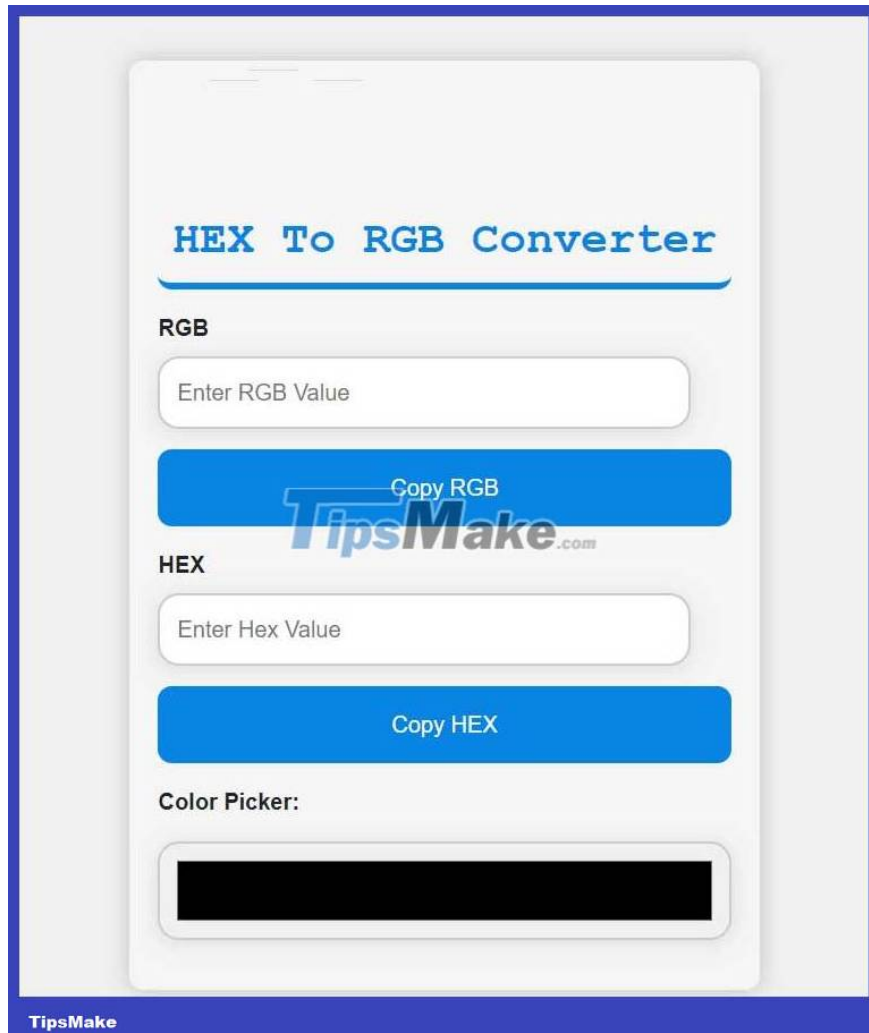 HEX To RGB Converter
RGB
Enter RGB Value
Copy RGB
TipsMake.com
HEX
Enter Hex Value
Copy HEX
Color Picker:
TipsMake